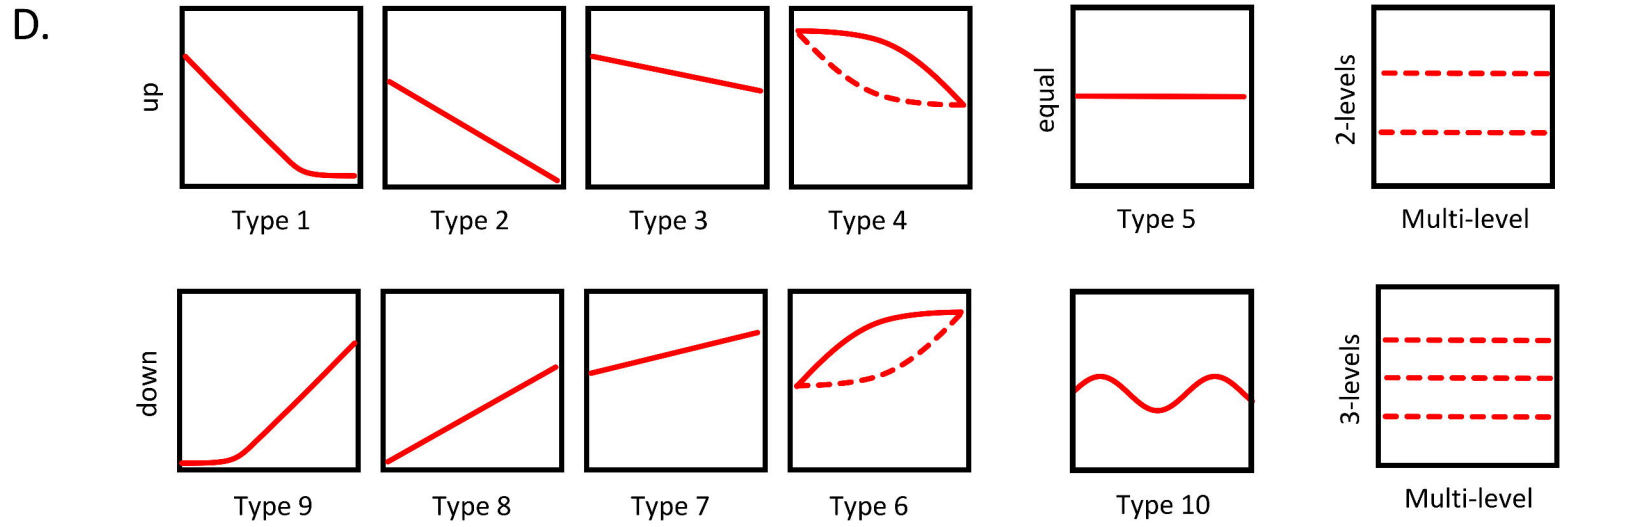 D.
up
Type 1
Type 2
Type 3
Type 4
equal
Type 5
2-levels
Multi-level
down
Type 9
Type 8
Type 7
Type 6
Type 10
3-levels
Multi-level